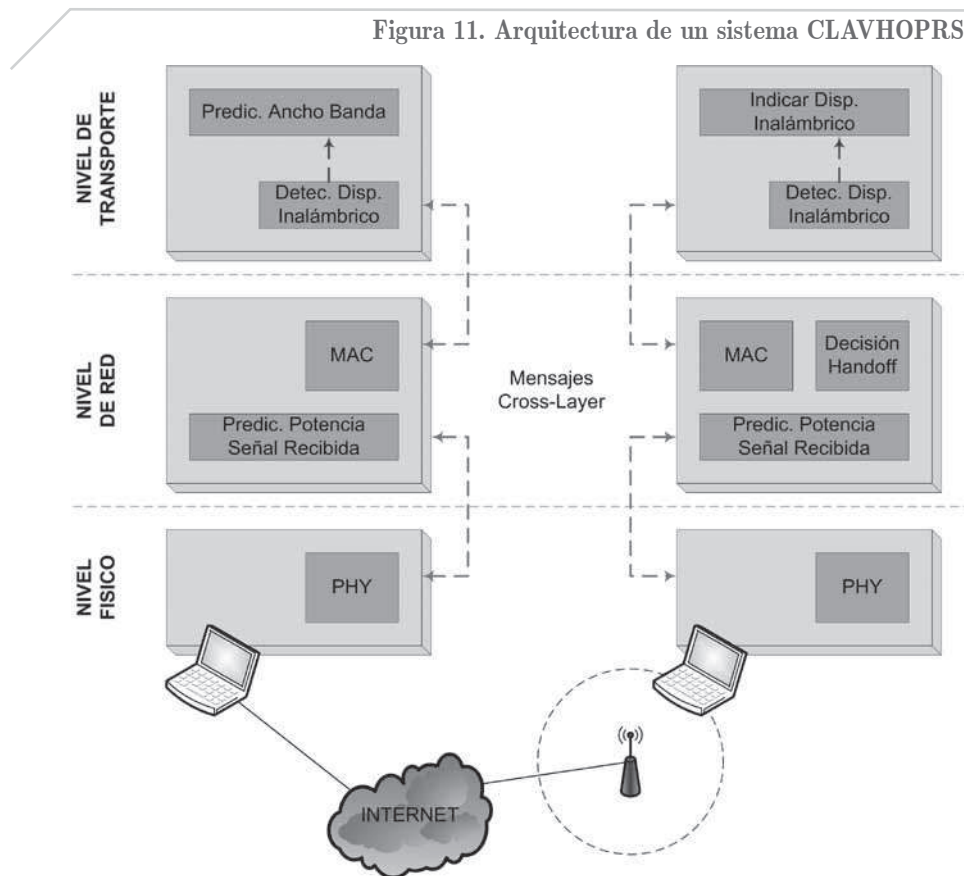 Figura 11. Arquitectura de un sistema CLAVHOPRS
NIVEL DE
TRANSPORTE
Predic. Ancho Banda
Detec. Disp.
Inalámbrico
Indicar Disp.
Inalámbrico
Detec. Disp.
Inalámbrico
NIVEL
DE RED
MAC
Predic. Potencia
Señal Recibida
Mensajes
Cross-Layer
MAC
Decisión
Handoff
Predic. Potencia
Señal Recibida
NIVEL
FISICO
PHY
PHY
INTERNET